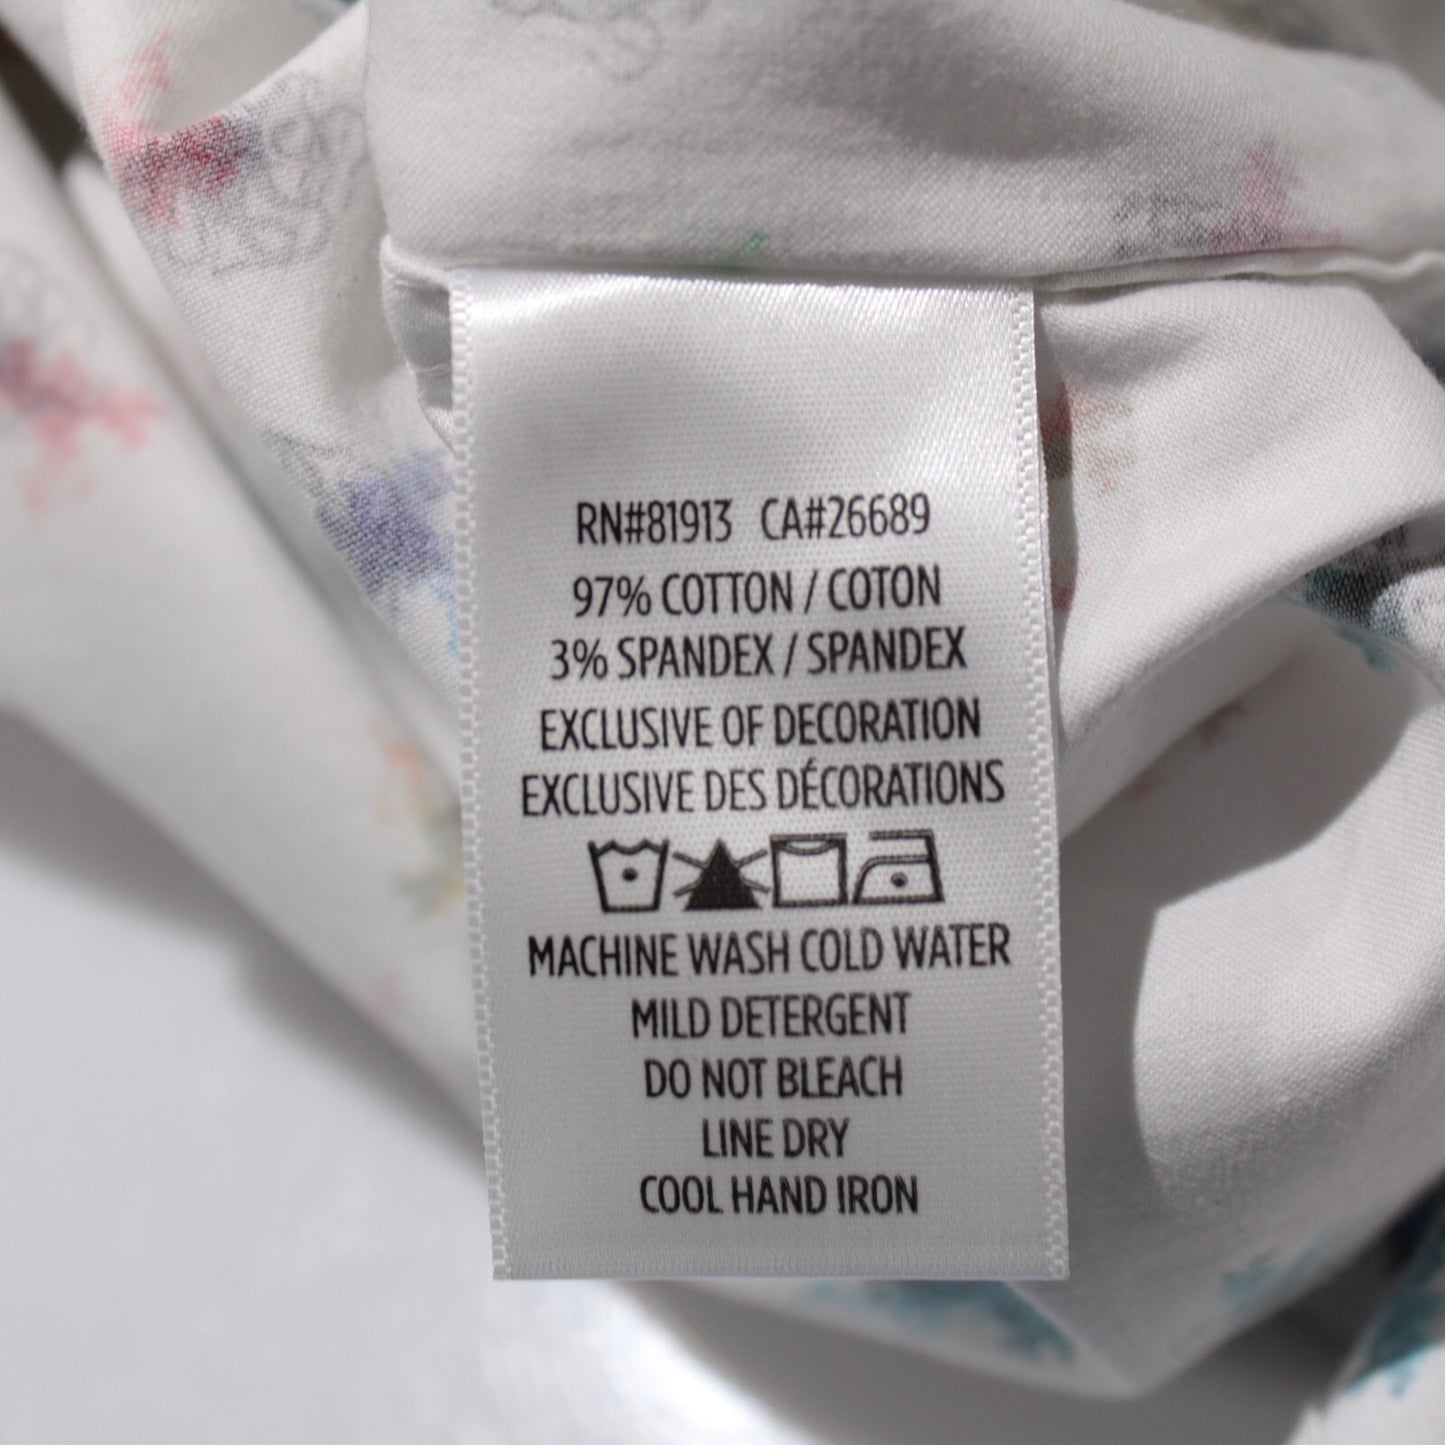 RN#81913 CA#26689
97% COTTON / COTON
3% SPANDEX / SPANDEX
EXCLUSIVE OF DECORATION
EXCLUSIVE DES DÉCORATIONS
MACHINE WASH COLD WATER
MILD DETERGENT
DO NOT BLEACH
LINE DRY
COOL HAND IRON